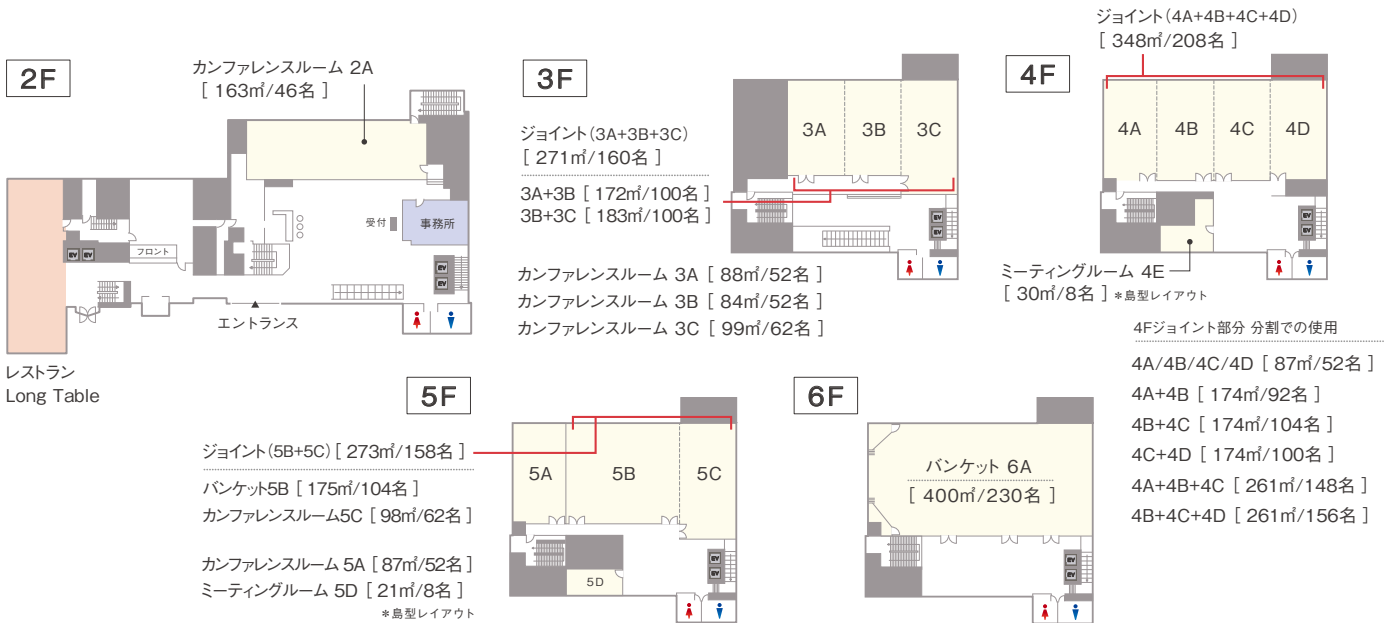 2F
カンファレンスルーム 2A
[ 163㎡/46名 ]
受付
事務所
フロント
EV
EV
EV
EV
エントランス
レストラン
Long Table
3F
ジョイント(3A+3B+3C)
[ 271㎡/160名 ]
3A+3B [ 172㎡/100名 ]
3B+3C [ 183㎡/100名 ]
3A
3B
3C
EV
EV
カンファレンスルーム 3A [ 88㎡/52名 ]
カンファレンスルーム 3B [ 84㎡/52名 ]
カンファレンスルーム 3C [ 99㎡/62名 ]
4F
ジョイント(4A+4B+4C+4D)
[ 348㎡/208名 ]
4A
4B
4C
4D
EV
EV
ミーティングルーム 4E
[ 30㎡/8名 ] *島型レイアウト
4Fジョイント部分 分割での使用
4A/4B/4C/4D [ 87㎡/52名 ]
4A+4B [ 174㎡/92名 ]
4B+4C [ 174㎡/104名 ]
4C+4D [ 174㎡/100名 ]
4A+4B+4C [ 261㎡/148名 ]
4B+4C+4D [ 261㎡/156名 ]
5F
ジョイント(5B+5C) [ 273㎡/158名 ]
バンケット5B [ 175㎡/104名 ]
カンファレンスルーム5C [ 98㎡/62名 ]
カンファレンスルーム 5A [ 87㎡/52名 ]
ミーティングルーム 5D [ 21㎡/8名 ]
*島型レイアウト
5A
5B
5C
5D
EV
EV
6F
バンケット 6A
[ 400㎡/230名 ]
EV
EV